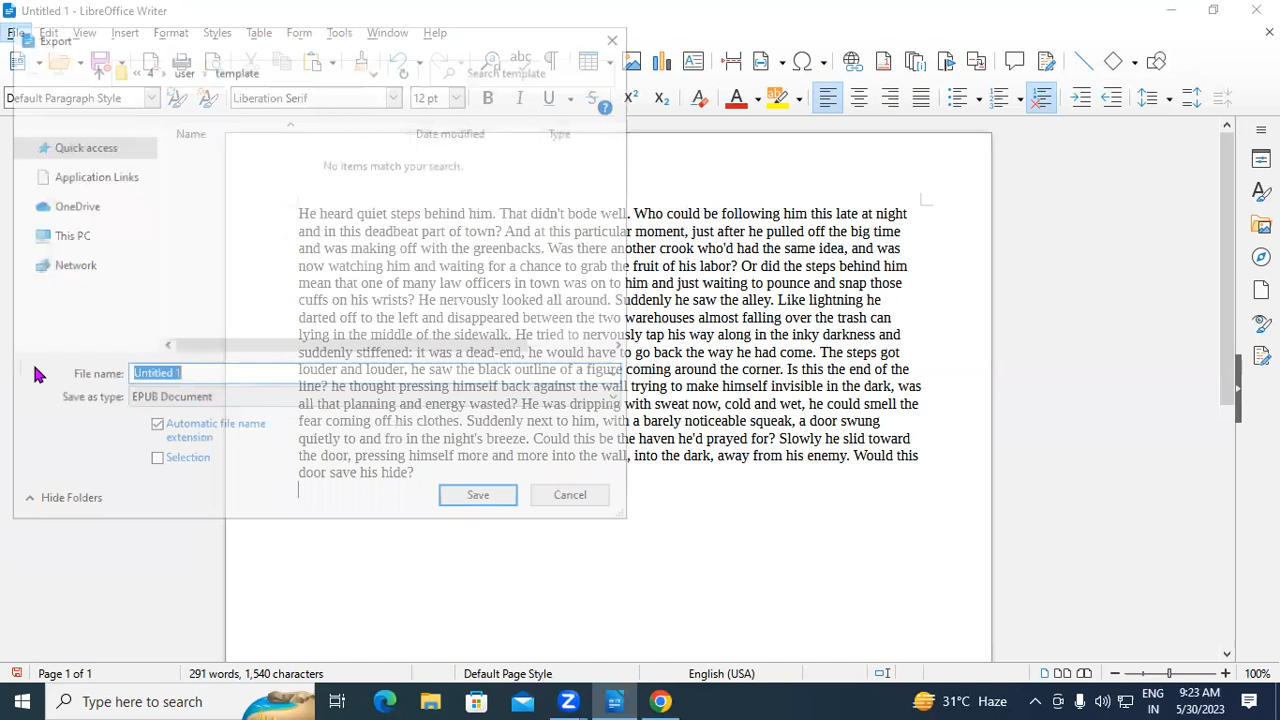 Untitled 1 - LibreOffice Writer
File Edit View Insert Format Styles Table Form Tools Window Help
Export
4 user template
Search template
Default Paragraph Style
Liberation Serif
12 pt
Name Date modified Type
No items match your search.
Quick access
Application Links
OneDrive
This PC
Network
He heard quiet steps behind him. That didn't bode well. Who could be following him this late at night
and in this deadbeat part of town? And at this particular moment, just after he pulled off the big time
and was making off with the greenbacks. Was there another crook who'd had the same idea, and was
now watching him and waiting for a chance to grab the fruit of his labor? Or did the steps behind him
mean that one of many law officers in town was on to him and just waiting to pounce and snap those
cuffs on his wrists? He nervously looked all around. Suddenly he saw the alley. Like lightning he
darted off to the left and disappeared between the two warehouses almost falling over the trash can
lying in the middle of the sidewalk. He tried to nervously tap his way along in the inky darkness and
suddenly stiffened: it was a dead-end, he would have to go back the way he had come. The steps got
louder and louder, he saw the black outline of a figure coming around the corner. Is this the end of the
line? he thought pressing himself back against the wall trying to make himself invisible in the dark, was
all that planning and energy wasted? He was dripping with sweat now, cold and wet, he could smell the
fear coming off his clothes. Suddenly next to him, with a barely noticeable squeak, a door swung
quietly to and fro in the night's breeze. Could this be the haven he'd prayed for? Slowly he slid toward
the door, pressing himself more and more into the wall, into the dark, away from his enemy. Would this
door save his hide?
File name: Untitled 1
Save as type: EPUB Document
Automatic file name
extension
Selection
Hide Folders
Save Cancel
Page 1 of 1 291 words, 1,540 characters Default Page Style English (USA) 100%
Type here to search
31°C Haze
ENG
IN
9:23 AM
5/30/2023